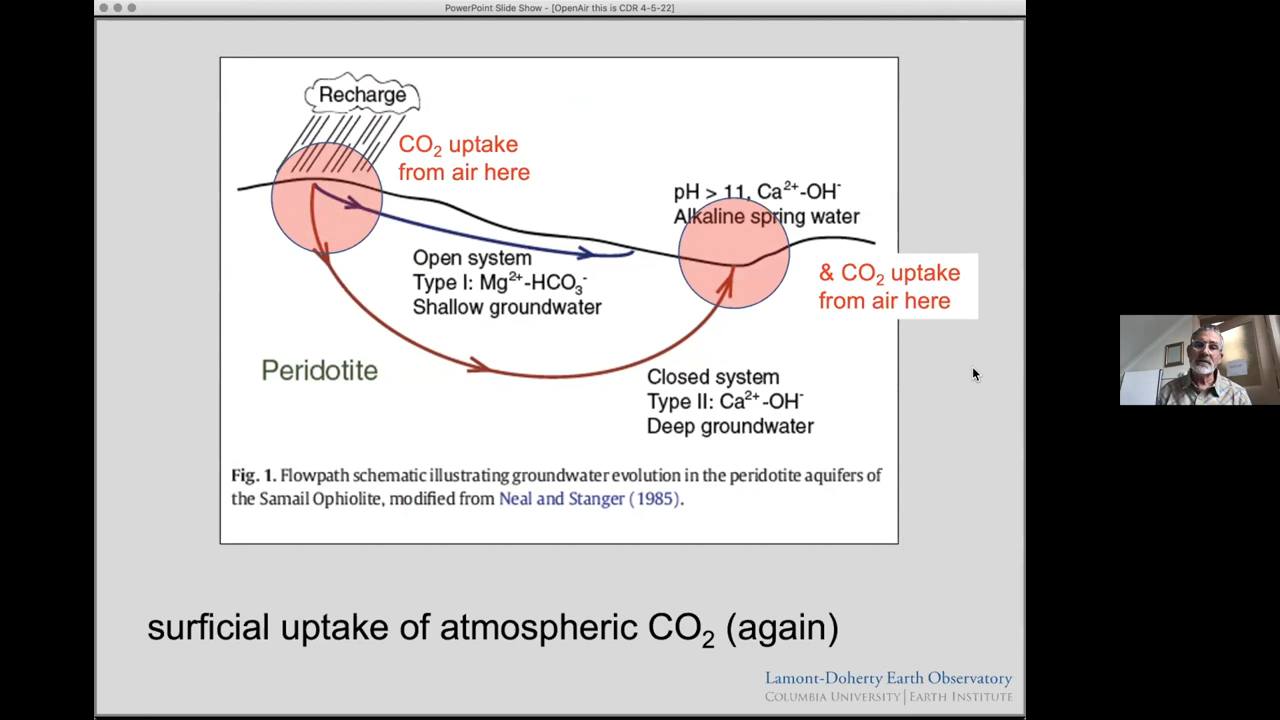 PowerPoint Slide Show - [OpenAir this is CDR 4-5-22]
Recharge
CO₂ uptake
from air here
pH > 11, Ca²⁺-OH⁻
Alkaline spring water
Open system
Type I: Mg²⁺-HCO₃⁻
Shallow groundwater
& CO₂ uptake
from air here
Peridotite
Closed system
Type II: Ca²⁺-OH⁻
Deep groundwater
Fig. 1. Flowpath schematic illustrating groundwater evolution in the peridotite aquifers of
the Samail Ophiolite, modified from Neal and Stanger (1985).
surficial uptake of atmospheric CO₂ (again)
Lamont-Doherty Earth Observatory
COLUMBIA UNIVERSITY | EARTH INSTITUTE